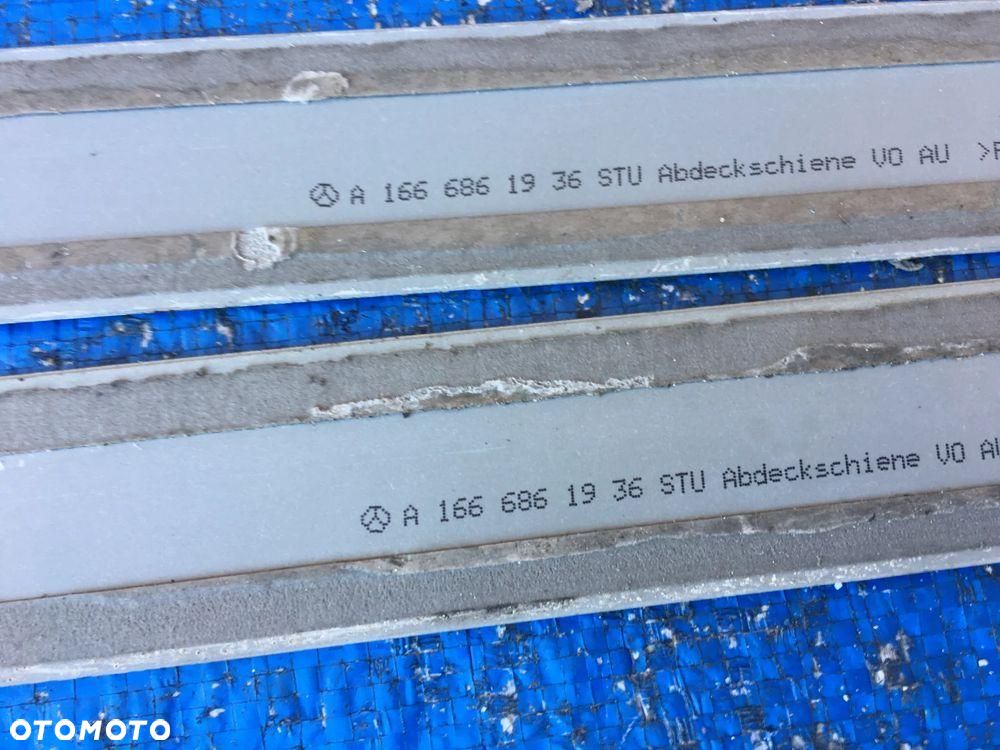 A 166 686 19 36 STU Abdeckschiene VO AU >
A 166 686 19 36 STU Abdeckschiene VO
OTOMOTO